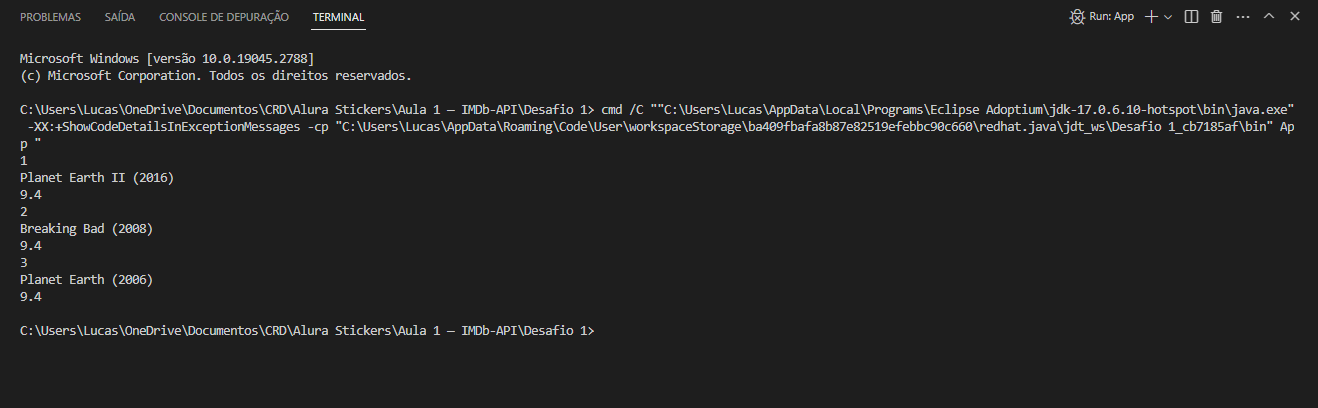 PROBLEMAS SAÍDA CONSOLE DE DEPURAÇÃO TERMINAL Run: App
Microsoft Windows [versão 10.0.19045.2788]
(c) Microsoft Corporation. Todos os direitos reservados.
C:\Users\Lucas\OneDrive\Documentos\CRD\Alura Stickers\Aula 1 – IMDb-API\Desafio 1> cmd /C ""C:\Users\Lucas\AppData\Local\Programs\Eclipse Adoptium\jdk-17.0.6.10-hotspot\bin\java.exe"
-XX:+ShowCodeDetailsInExceptionMessages -cp "C:\Users\Lucas\AppData\Roaming\Code\User\workspaceStorage\ba409fbafa8b87e82519efebbc90c660\redhat.java\jdt_ws\Desafio 1_cb7185af\bin" Ap
p "
1
Planet Earth II (2016)
9.4
2
Breaking Bad (2008)
9.4
3
Planet Earth (2006)
9.4
C:\Users\Lucas\OneDrive\Documentos\CRD\Alura Stickers\Aula 1 – IMDb-API\Desafio 1>